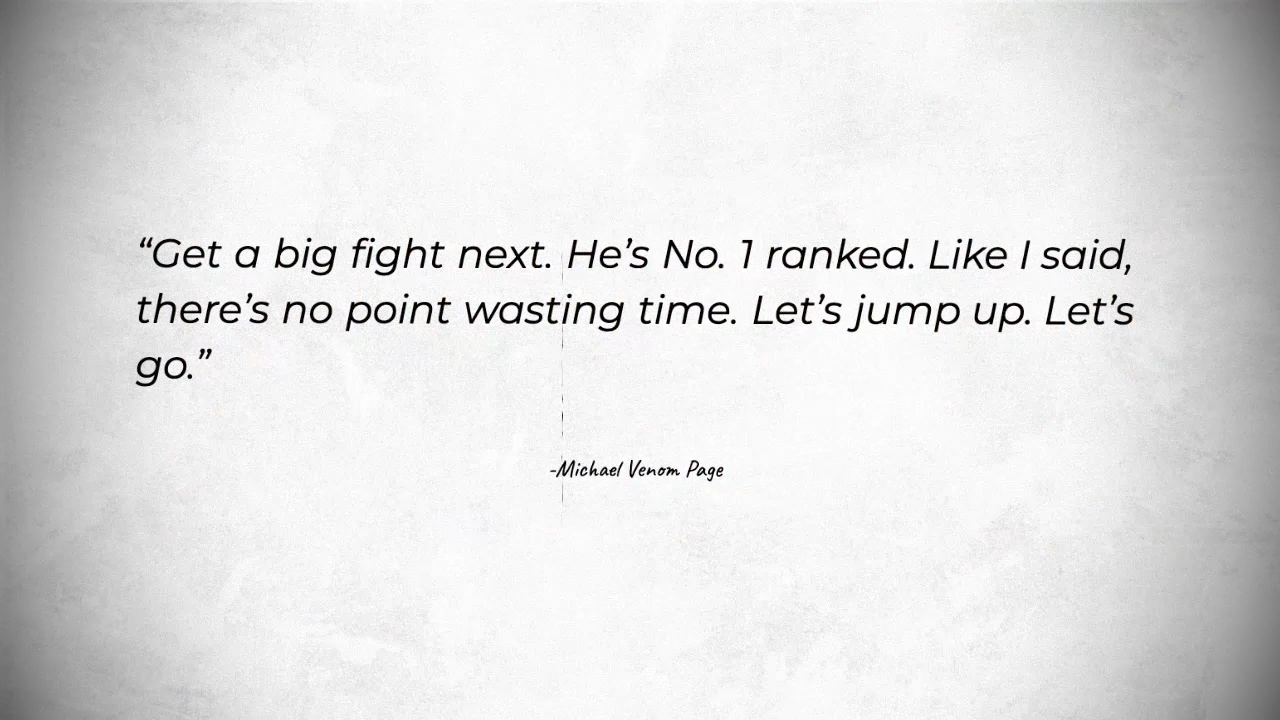 “Get a big fight next. He’s No. 1 ranked. Like I said,
there’s no point wasting time. Let’s jump up. Let’s
go.”
-Michael Venom Page